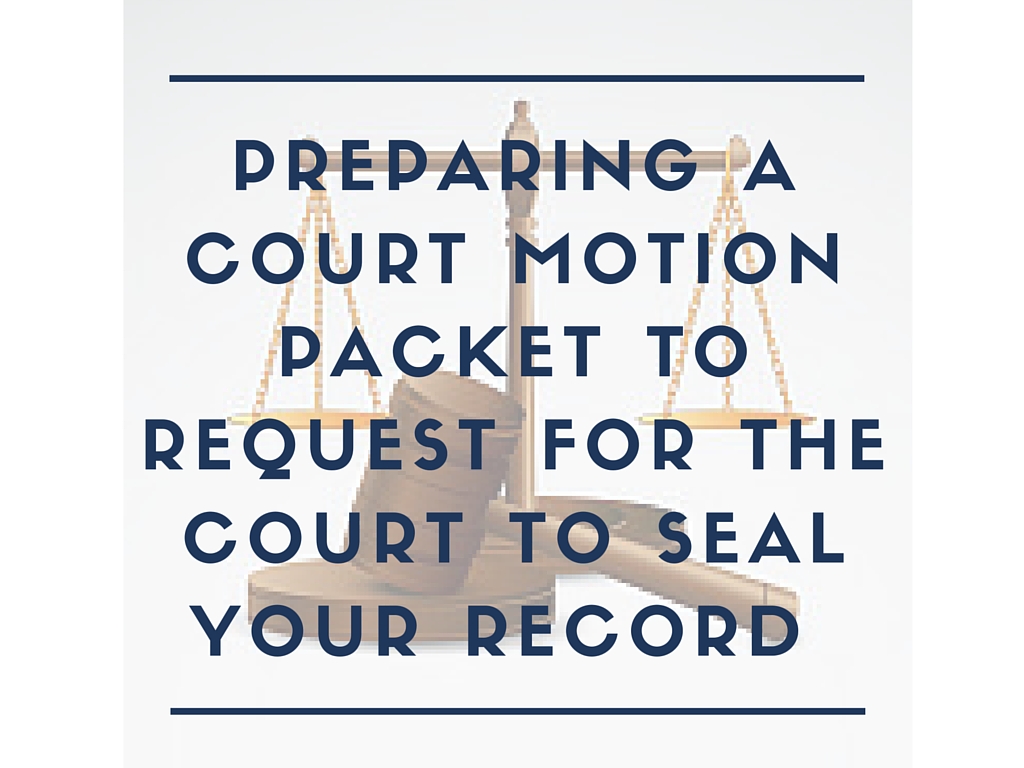 PREPARING A
COURT MOTION
PACKET TO
REQUEST FOR THE
COURT TO SEAL
YOUR RECORD